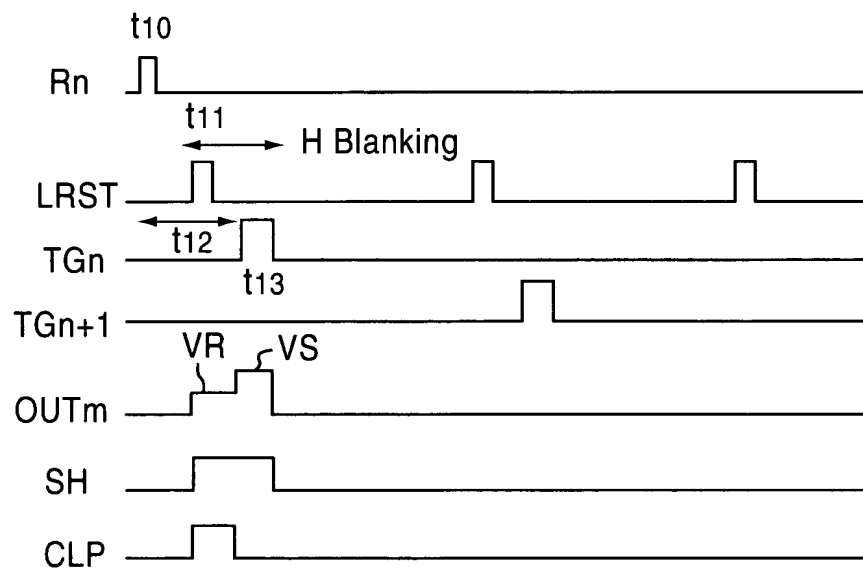 t10
Rn
t11
H Blanking
LRST
t12
TGn
t13
TGn+1
VR
VS
OUTm
SH
CLP